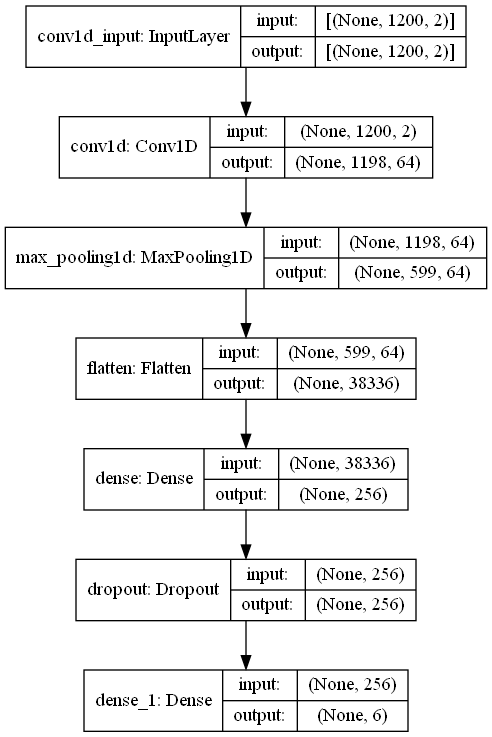 conv1d_input: InputLayer
input: [(None, 1200, 2)]
output: [(None, 1200, 2)]
conv1d: Conv1D
input: (None, 1200, 2)
output: (None, 1198, 64)
max_pooling1d: MaxPooling1D
input: (None, 1198, 64)
output: (None, 599, 64)
flatten: Flatten
input: (None, 599, 64)
output: (None, 38336)
dense: Dense
input: (None, 38336)
output: (None, 256)
dropout: Dropout
input: (None, 256)
output: (None, 256)
dense_1: Dense
input: (None, 256)
output: (None, 6)